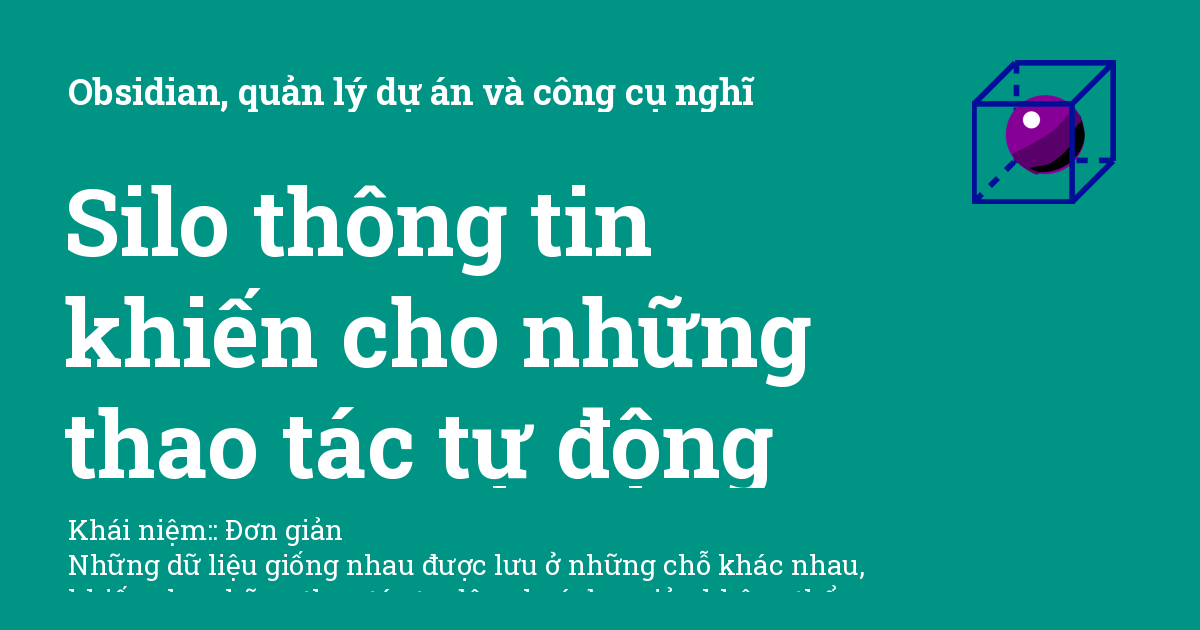 Obsidian, quản lý dự án và công cụ nghĩ
Silo thông tin
khiến cho những
thao tác tự động
Khái niệm:: Đơn giản
Những dữ liệu giống nhau được lưu ở những chỗ khác nhau,